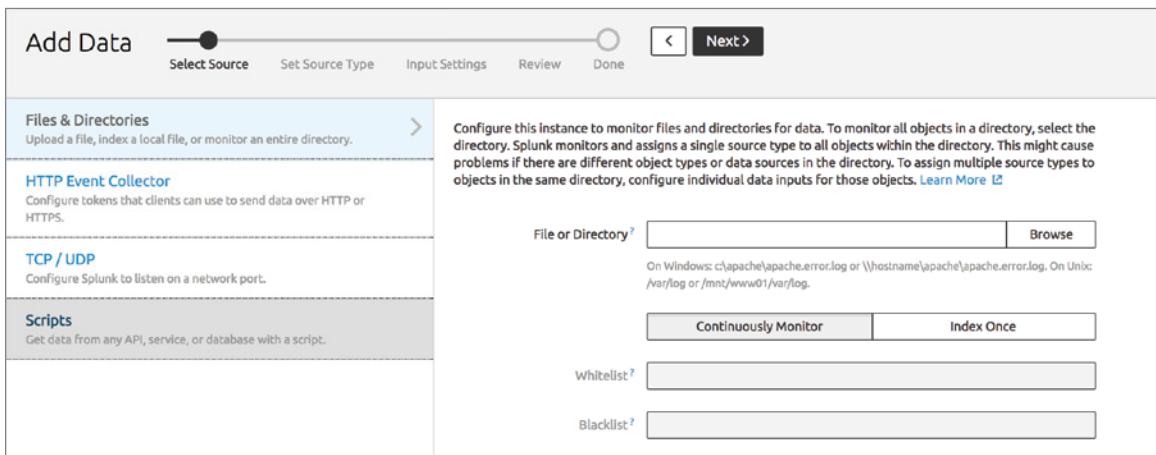 Add Data
Select Source
Set Source Type
Input Settings
Review
Done
<
Next >
Files & Directories
Upload a file, index a local file, or monitor an entire directory.
HTTP Event Collector
Configure tokens that clients can use to send data over HTTP or
HTTPS.
TCP / UDP
Configure Splunk to listen on a network port.
Scripts
Get data from any API, service, or database with a script.
Configure this instance to monitor files and directories for data. To monitor all objects in a directory, select the
directory. Splunk monitors and assigns a single source type to all objects within the directory. This might cause
problems if there are different object types or data sources in the directory. To assign multiple source types to
objects in the same directory, configure individual data inputs for those objects. Learn More
File or Directory ?
Browse
On Windows: c:\apache\apache.error.log or \\hostname\apache\apache.error.log. On Unix:
/var/log or /mnt/www01/var/log.
Continuously Monitor
Index Once
Whitelist ?
Blacklist ?